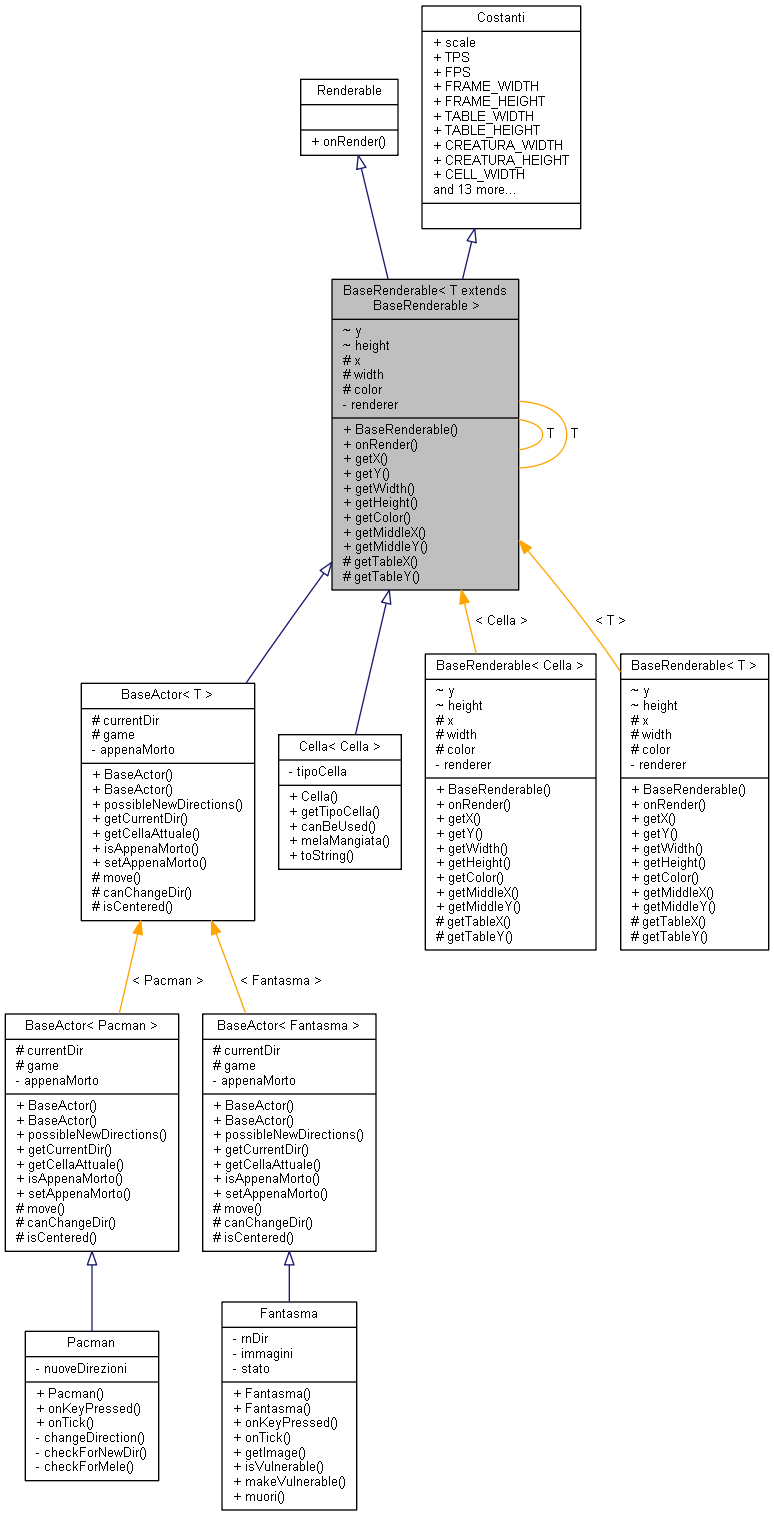 Costanti
+ scale
+ TPS
+ FPS
+ FRAME_WIDTH
+ FRAME_HEIGHT
+ TABLE_WIDTH
+ TABLE_HEIGHT
+ CREATURA_WIDTH
+ CREATURA_HEIGHT
+ CELL_WIDTH
and 13 more...
Renderable
+ onRender()
BaseRenderable< T extends
BaseRenderable >
~ y
~ height
# x
# width
# color
- renderer
+ BaseRenderable()
+ onRender()
+ getX()
+ getY()
+ getWidth()
+ getHeight()
+ getColor()
+ getMiddleX()
+ getMiddleY()
# getTableX()
# getTableY()
T
T
< Cella >
< T >
BaseActor< T >
# currentDir
# game
- appenaMorto
+ BaseActor()
+ BaseActor()
+ possibleNewDirections()
+ getCurrentDir()
+ getCellaAttuale()
+ isAppenaMorto()
+ setAppenaMorto()
# move()
# canChangeDir()
# isCentered()
Cella< Cella >
- tipoCella
+ Cella()
+ getTipoCella()
+ canBeUsed()
+ melaMangiata()
+ toString()
BaseRenderable< Cella >
~ y
~ height
# x
# width
# color
- renderer
+ BaseRenderable()
+ onRender()
+ getX()
+ getY()
+ getWidth()
+ getHeight()
+ getColor()
+ getMiddleX()
+ getMiddleY()
# getTableX()
# getTableY()
BaseRenderable< T >
~ y
~ height
# x
# width
# color
- renderer
+ BaseRenderable()
+ onRender()
+ getX()
+ getY()
+ getWidth()
+ getHeight()
+ getColor()
+ getMiddleX()
+ getMiddleY()
# getTableX()
# getTableY()
< Pacman >
< Fantasma >
BaseActor< Pacman >
# currentDir
# game
- appenaMorto
+ BaseActor()
+ BaseActor()
+ possibleNewDirections()
+ getCurrentDir()
+ getCellaAttuale()
+ isAppenaMorto()
+ setAppenaMorto()
# move()
# canChangeDir()
# isCentered()
BaseActor< Fantasma >
# currentDir
# game
- appenaMorto
+ BaseActor()
+ BaseActor()
+ possibleNewDirections()
+ getCurrentDir()
+ getCellaAttuale()
+ isAppenaMorto()
+ setAppenaMorto()
# move()
# canChangeDir()
# isCentered()
Pacman
- nuoveDirezioni
+ Pacman()
+ onKeyPressed()
+ onTick()
- changeDirection()
- checkForNewDir()
- checkForMele()
Fantasma
- rnDir
- immagini
- stato
+ Fantasma()
+ Fantasma()
+ onKeyPressed()
+ onTick()
+ getImage()
+ isVulnerable()
+ makeVulnerable()
+ muori()